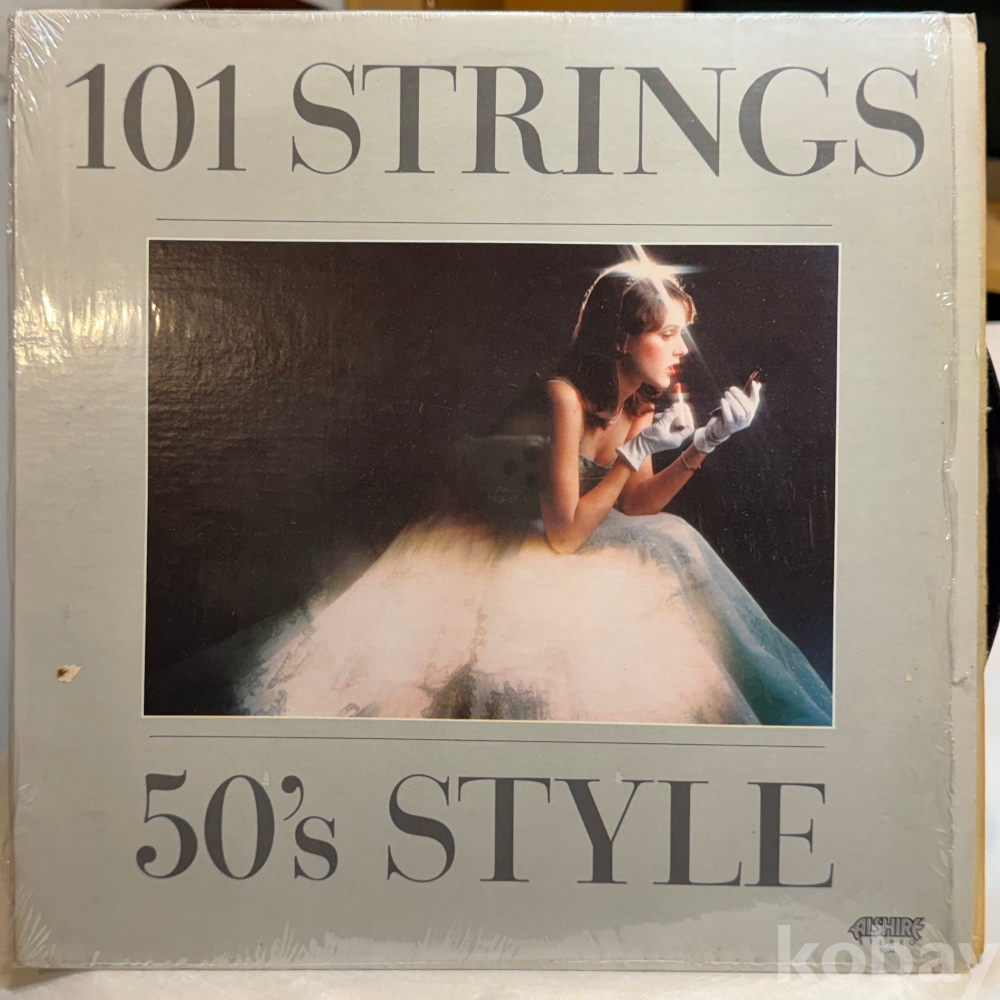 101 STRINGS
50's STYLE
ALSHIRE
kobay